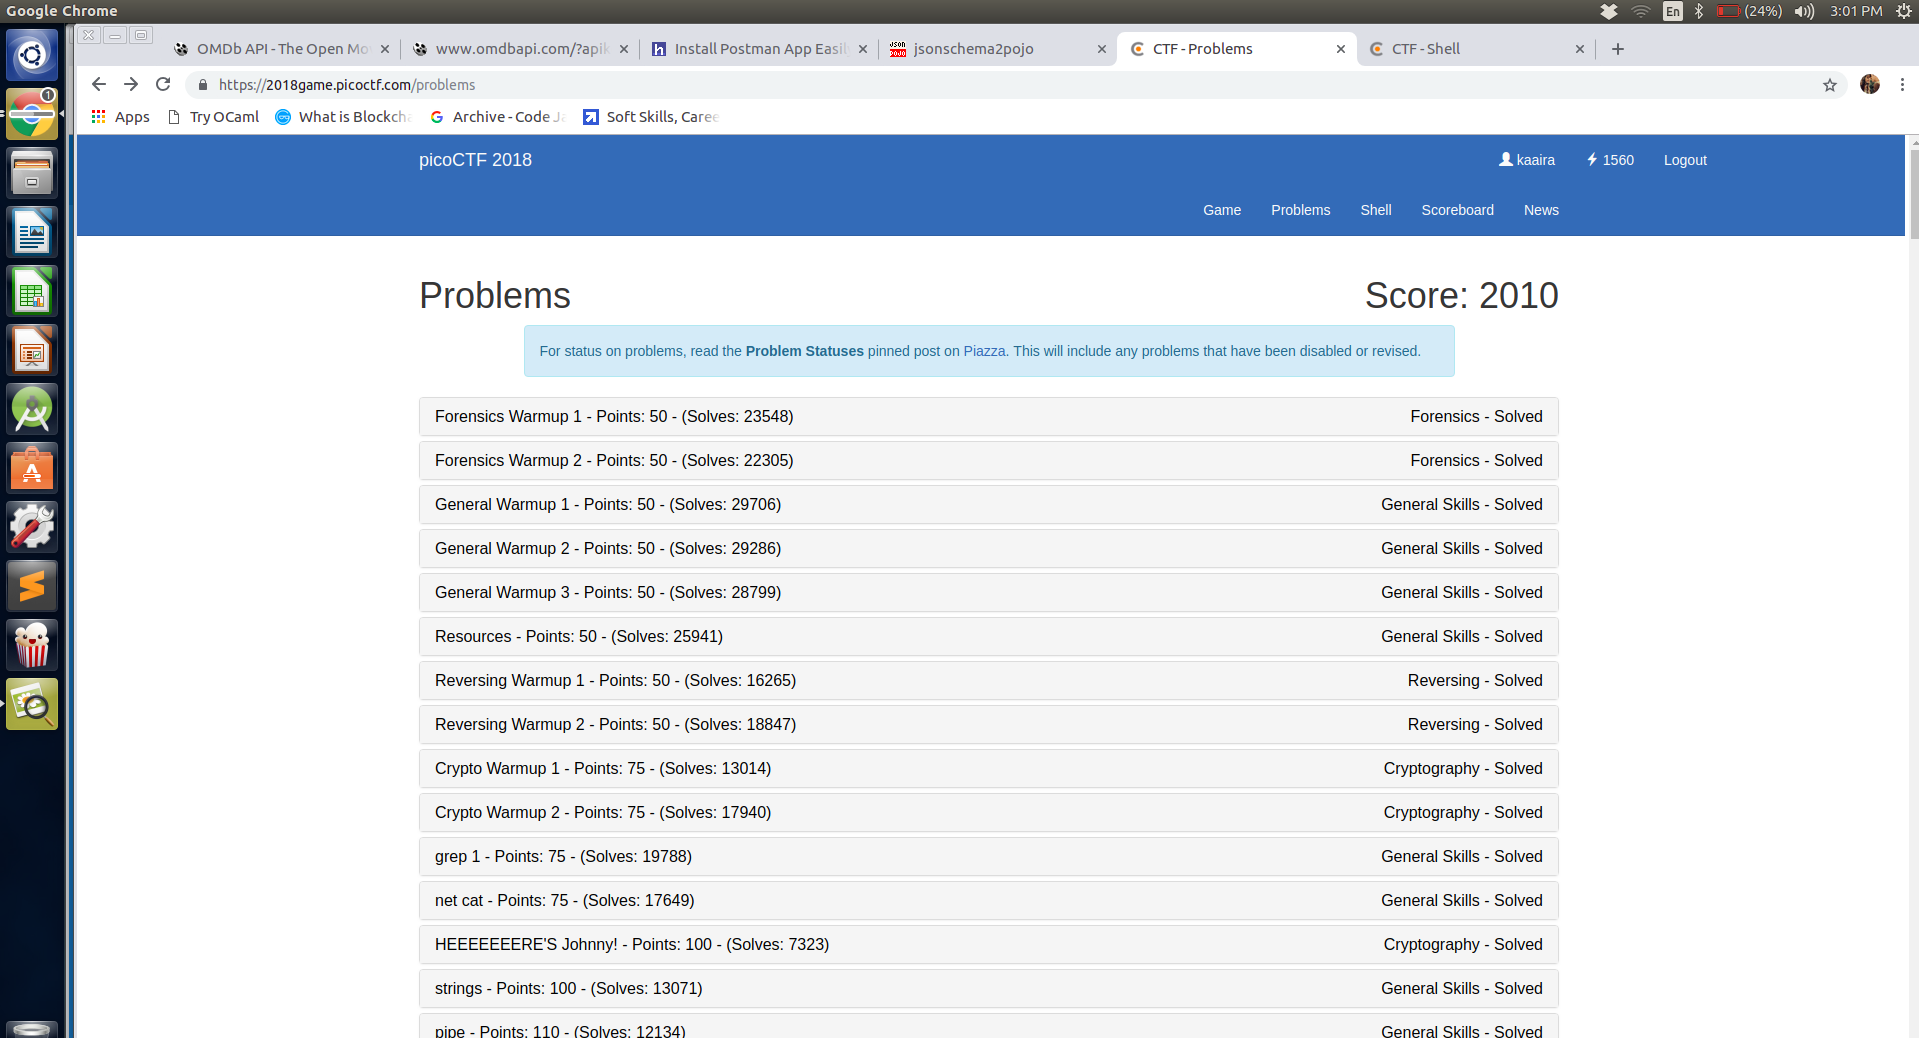 Google Chrome
En (24%) 3:01 PM
OMDb API - The Open Mo
www.omdbapi.com/?apik
Install Postman App Easil
jsonschema2pojo
CTF - Problems
CTF - Shell
https://2018game.picoctf.com/problems
Apps Try OCaml What is Blockcha Archive - Code Ja Soft Skills, Caree
picoCTF 2018 kaaira 1560 Logout
Game Problems Shell Scoreboard News
Problems Score: 2010
For status on problems, read the Problem Statuses pinned post on Piazza. This will include any problems that have been disabled or revised.
Forensics Warmup 1 - Points: 50 - (Solves: 23548) Forensics - Solved
Forensics Warmup 2 - Points: 50 - (Solves: 22305) Forensics - Solved
General Warmup 1 - Points: 50 - (Solves: 29706) General Skills - Solved
General Warmup 2 - Points: 50 - (Solves: 29286) General Skills - Solved
General Warmup 3 - Points: 50 - (Solves: 28799) General Skills - Solved
Resources - Points: 50 - (Solves: 25941) General Skills - Solved
Reversing Warmup 1 - Points: 50 - (Solves: 16265) Reversing - Solved
Reversing Warmup 2 - Points: 50 - (Solves: 18847) Reversing - Solved
Crypto Warmup 1 - Points: 75 - (Solves: 13014) Cryptography - Solved
Crypto Warmup 2 - Points: 75 - (Solves: 17940) Cryptography - Solved
grep 1 - Points: 75 - (Solves: 19788) General Skills - Solved
net cat - Points: 75 - (Solves: 17649) General Skills - Solved
HEEEEEEERE'S Johnny! - Points: 100 - (Solves: 7323) Cryptography - Solved
strings - Points: 100 - (Solves: 13071) General Skills - Solved
pipe - Points: 110 - (Solves: 12134) General Skills - Solved